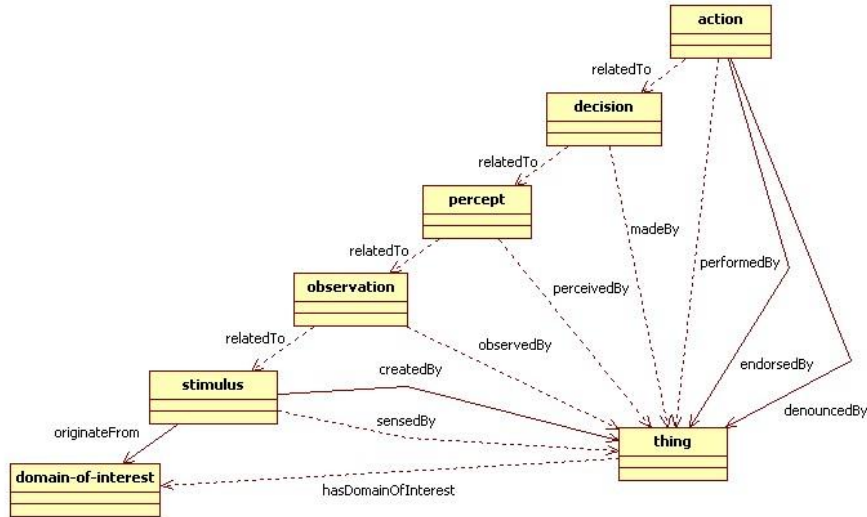 action
relatedTo
decision
relatedTo
percept
madeBy
relatedTo
performedBy
observation
perceivedBy
relatedTo
observedBy
createdBy
endorsedBy
stimulus
sensedBy
denouncedBy
originateFrom
thing
domain-of-interest
hasDomainOfInterest